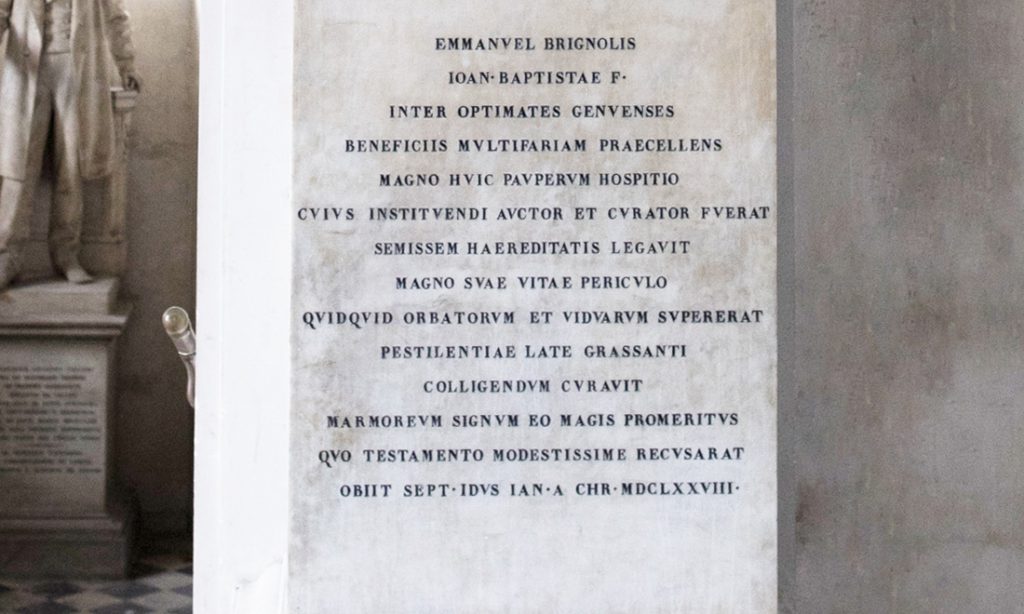 EMMANVEL BRIGNOLIS
IOAN·BAPTISTAE F·
INTER OPTIMATES GENVENSES
BENEFICIIS MVLTIFARIAM PRAECELLENS
MAGNO HVIC PAVPERVM HOSPITIO
CVIVS INSTITVENDI AVCTOR ET CVRATOR FVERAT
SEMISSEM HAEREDITATIS LEGAVIT
MAGNO SVAE VITAE PERICVLO
QVIDQVID ORBATORVM ET VIDVARVM SVPERERAT
PESTILENTIAE LATE GRASSANTI
COLLIGENDVM CVRAVIT
MARMOREVM SIGNVM EO MAGIS PROMERITVS
QVO TESTAMENTO MODESTISSIME RECVSARAT
OBIIT SEPT·IDVS IAN·A CHR·MDCLXXVIII·